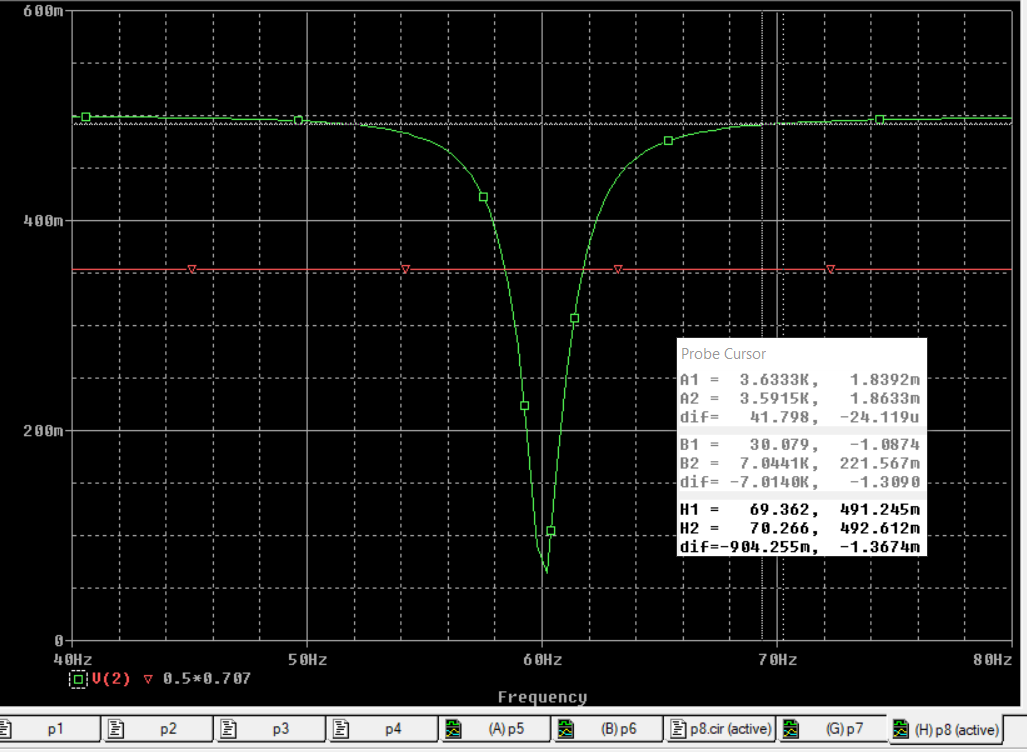 600m
400m
200m
0
40Hz 50Hz 60Hz 70Hz 80Hz
V(2) 0.5*0.707
Frequency
Probe Cursor
A1 = 3.6333K, 1.8392m
A2 = 3.5915K, 1.8633m
dif= 41.798, -24.119u
B1 = 30.079, -1.0874
B2 = 7.0441K, 221.567m
dif= -7.0140K, -1.3090
H1 = 69.362, 491.245m
H2 = 70.266, 492.612m
dif=-904.255m, -1.3674m
p1 p2 p3 p4 (A) p5 (B) p6 p8.cir (active) (G) p7 (H) p8 (active)